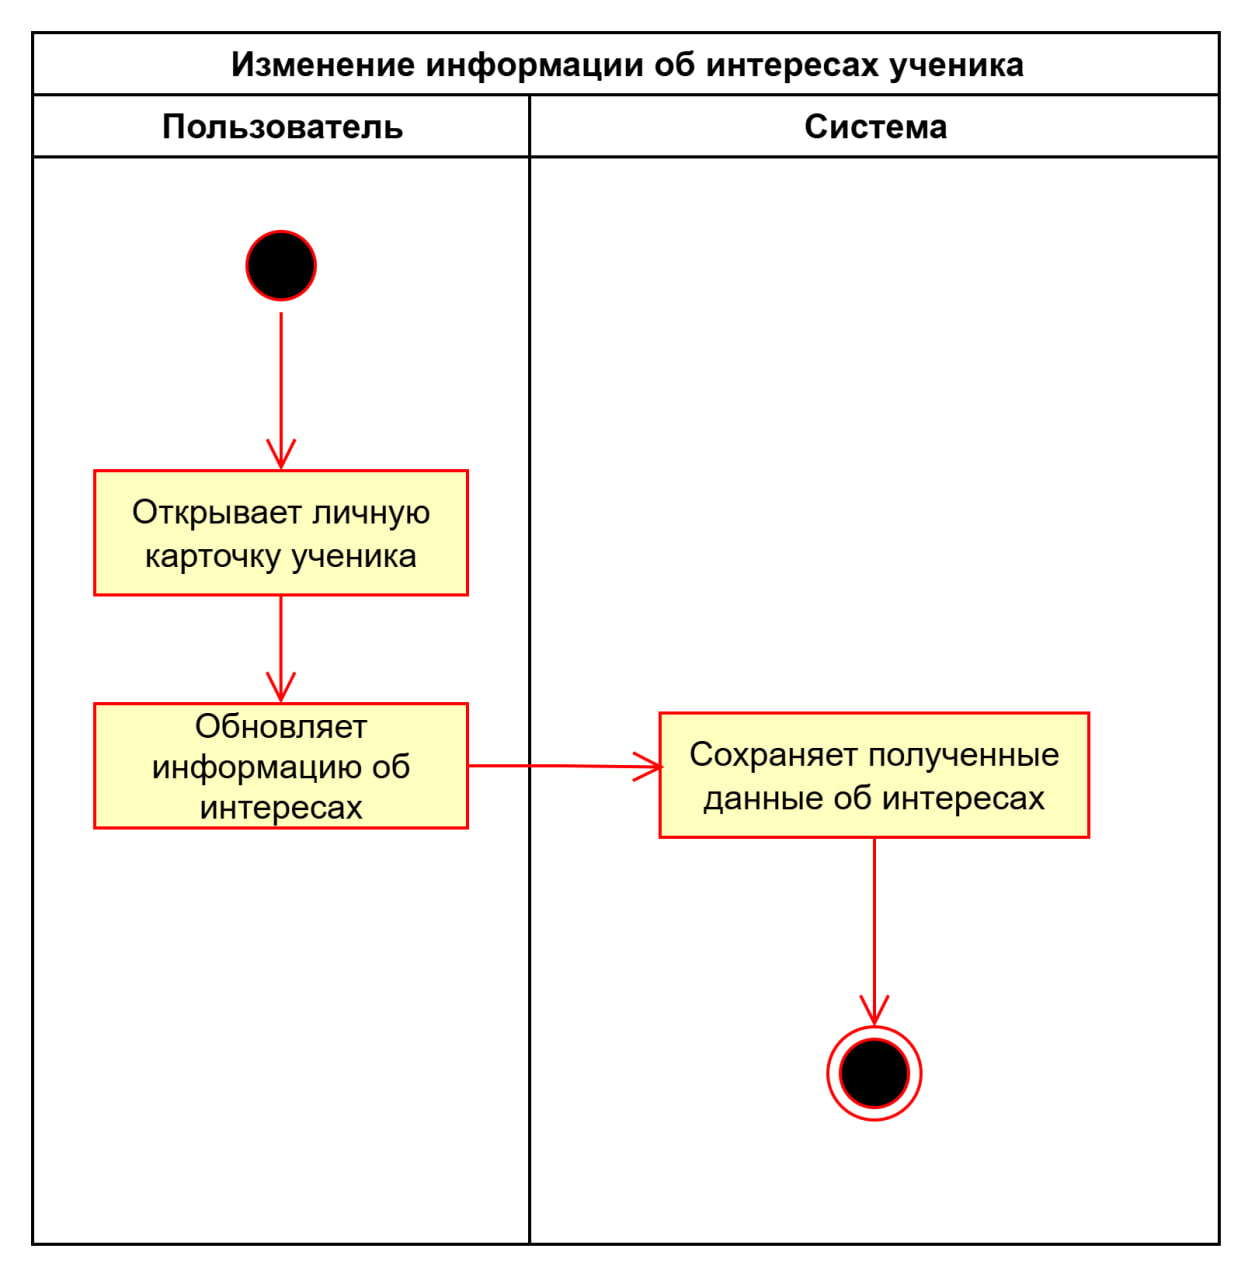 Изменение информации об интересах ученика
Пользователь
Система
Открывает личную
карточку ученика
Обновляет
информацию об
интересах
Сохраняет полученные
данные об интересах